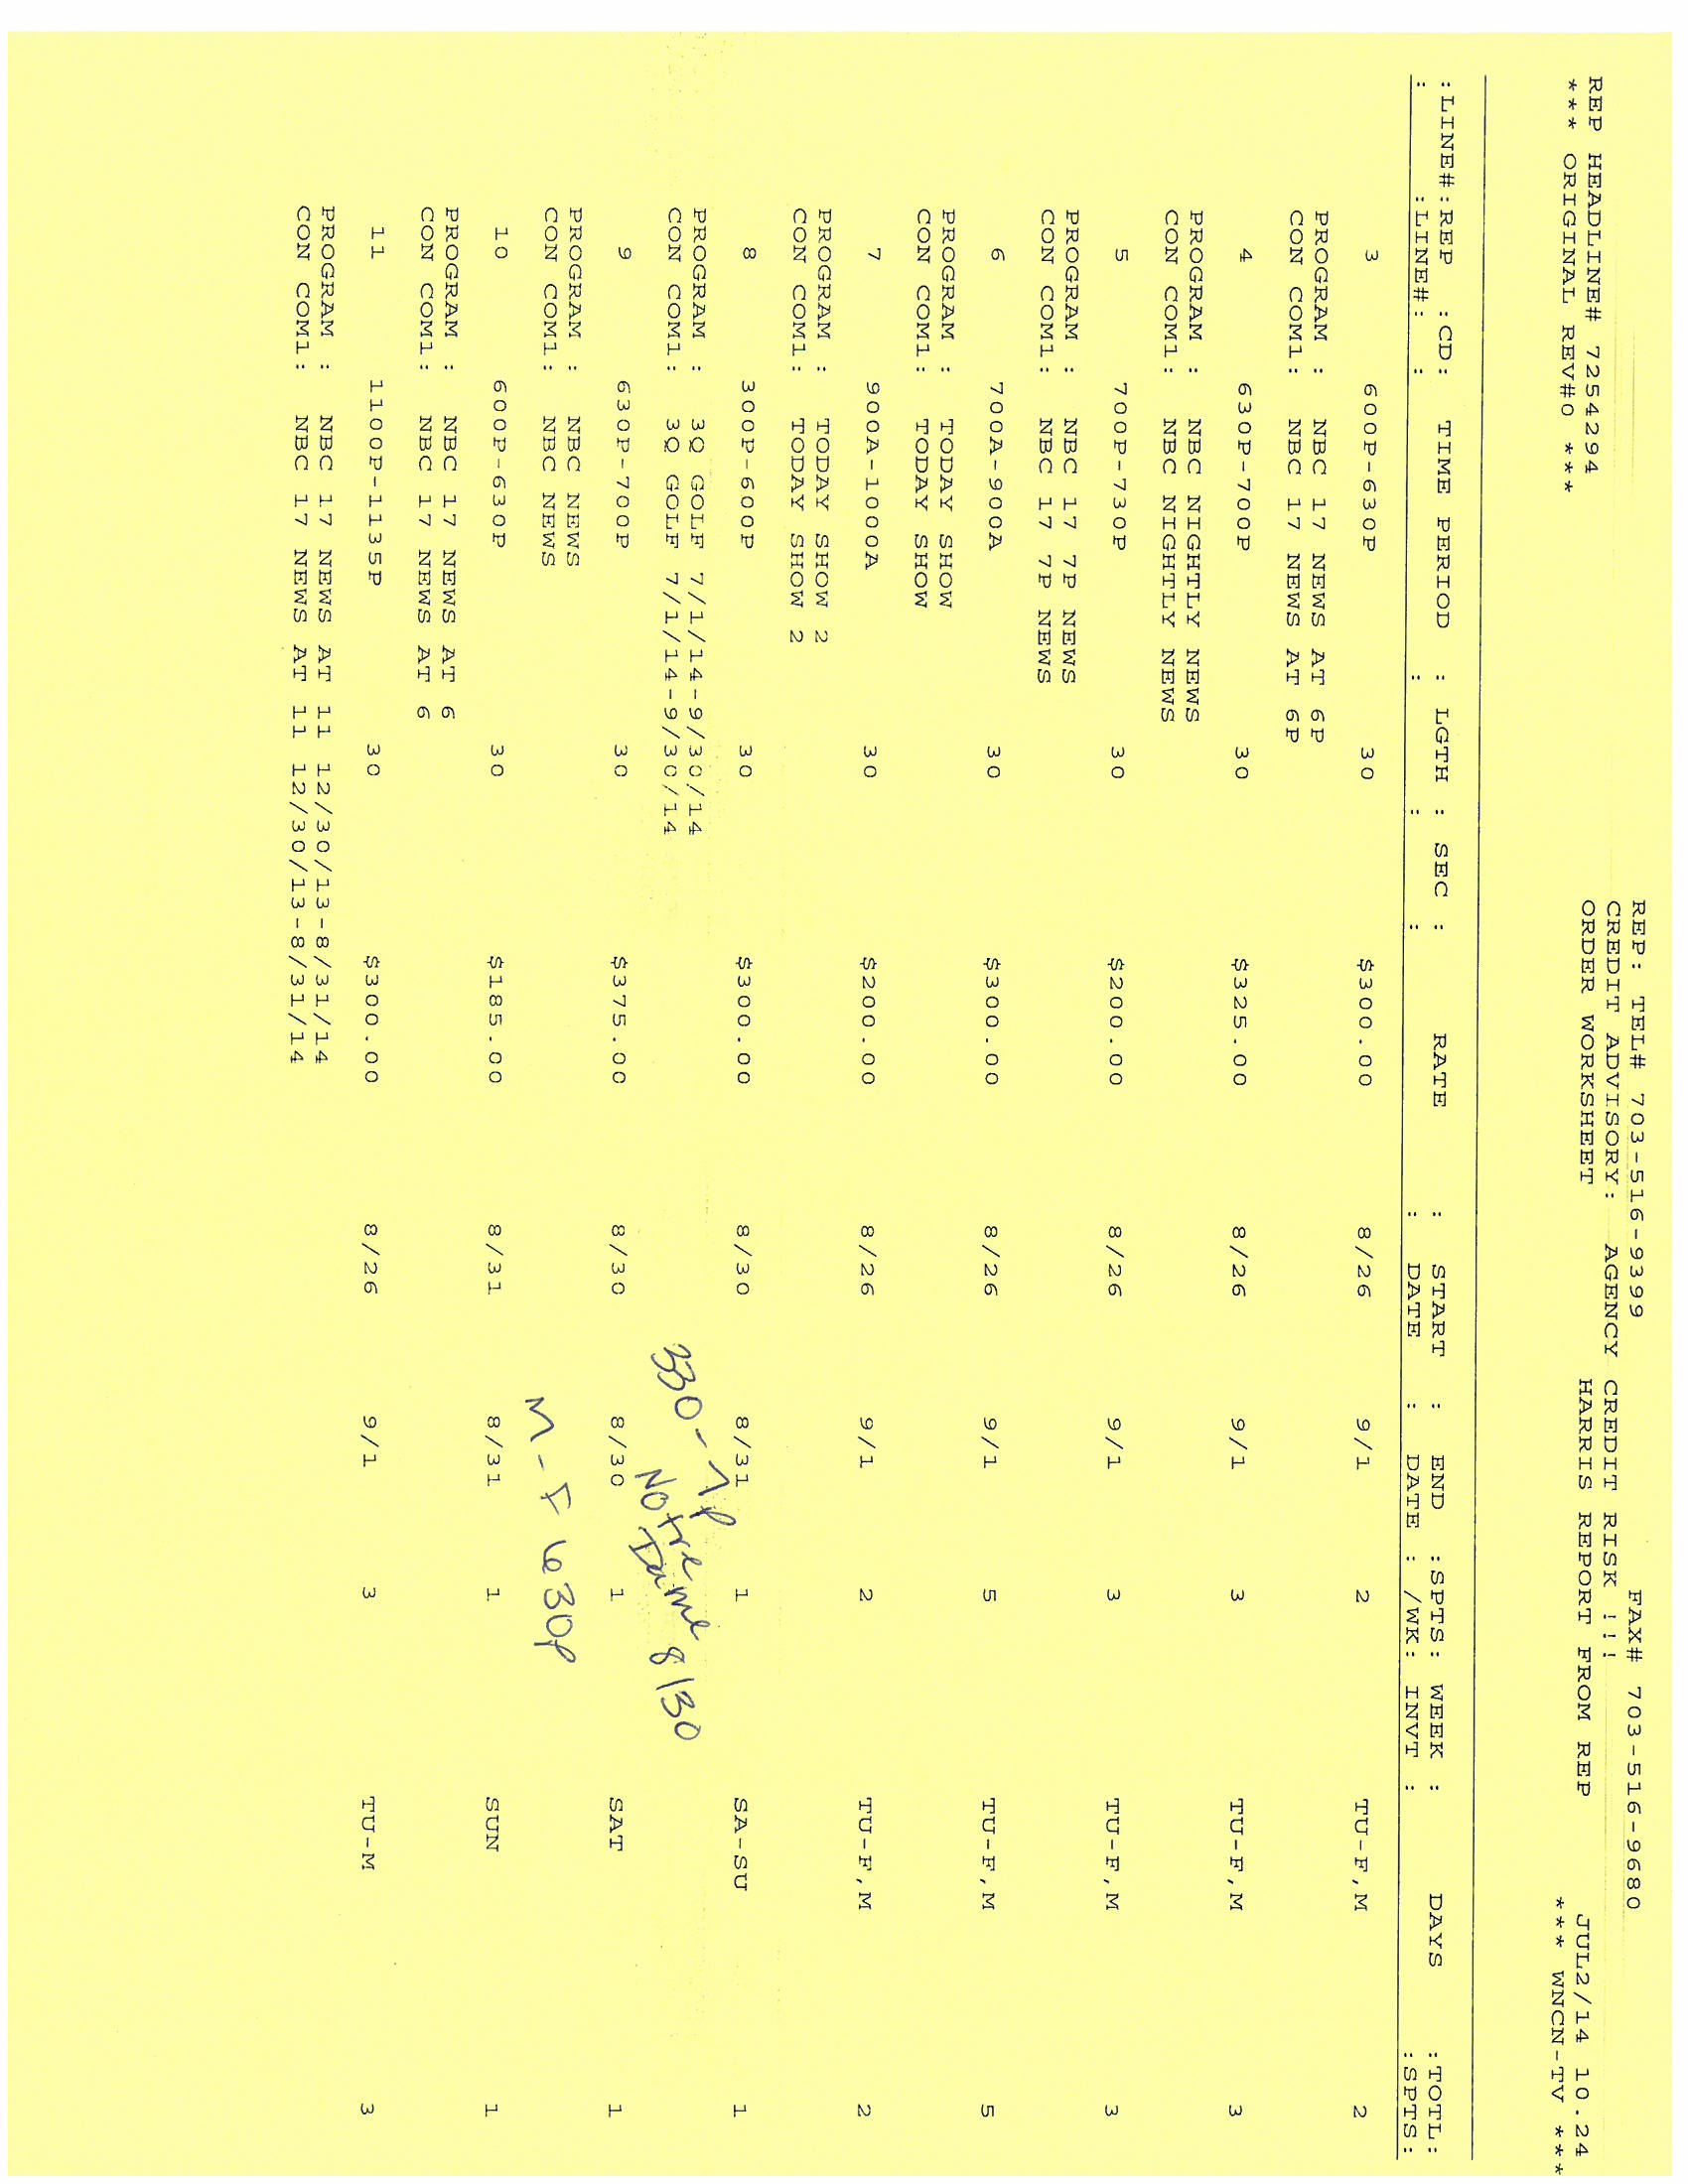 REP: TEL# 703-516-9399 FAX# 703-516-9680
CREDIT ADVISORY: AGENCY CREDIT RISK !!!
REP HEADLINE# 7254294 ORDER WORKSHEET HARRIS REPORT FROM REP JUL2/14 10.24
*** ORIGINAL REV#0 *** *** WNCN-TV ***
:LINE#:REP :CD: TIME PERIOD : LGTH : SEC : RATE : START : END :SPTS: WEEK : DAYS :TOTL:
: :LINE#: : : : : DATE : DATE : /WK: INVT : :SPTS:
3 600P-630P 30 $300.00 8/26 9/1 2 TU-F,M 2
PROGRAM : NBC 17 NEWS AT 6P
CON COM1: NBC 17 NEWS AT 6P
4 630P-700P 30 $325.00 8/26 9/1 3 TU-F,M 3
PROGRAM : NBC NIGHTLY NEWS
CON COM1: NBC NIGHTLY NEWS
5 700P-730P 30 $200.00 8/26 9/1 3 TU-F,M 3
PROGRAM : NBC 17 7P NEWS
CON COM1: NBC 17 7P NEWS
6 700A-900A 30 $300.00 8/26 9/1 5 TU-F,M 5
PROGRAM : TODAY SHOW
CON COM1: TODAY SHOW
7 900A-1000A 30 $200.00 8/26 9/1 2 TU-F,M 2
PROGRAM : TODAY SHOW 2
CON COM1: TODAY SHOW 2
8 300P-600P 30 $300.00 8/30 8/31 1 SA-SU 1
PROGRAM : 3Q GOLF 7/1/14-9/30/14
CON COM1: 3Q GOLF 7/1/14-9/30/14
330-7p
Notre Dame 8/30
9 630P-700P 30 $375.00 8/30 8/30 1 SAT 1
PROGRAM : NBC NEWS
CON COM1: NBC NEWS
M-F 630p
10 600P-630P 30 $185.00 8/31 8/31 1 SUN 1
PROGRAM : NBC 17 NEWS AT 6
CON COM1: NBC 17 NEWS AT 6
11 1100P-1135P 30 $300.00 8/26 9/1 3 TU-M 3
PROGRAM : NBC 17 NEWS AT 11 12/30/13-8/31/14
CON COM1: NBC 17 NEWS AT 11 12/30/13-8/31/14